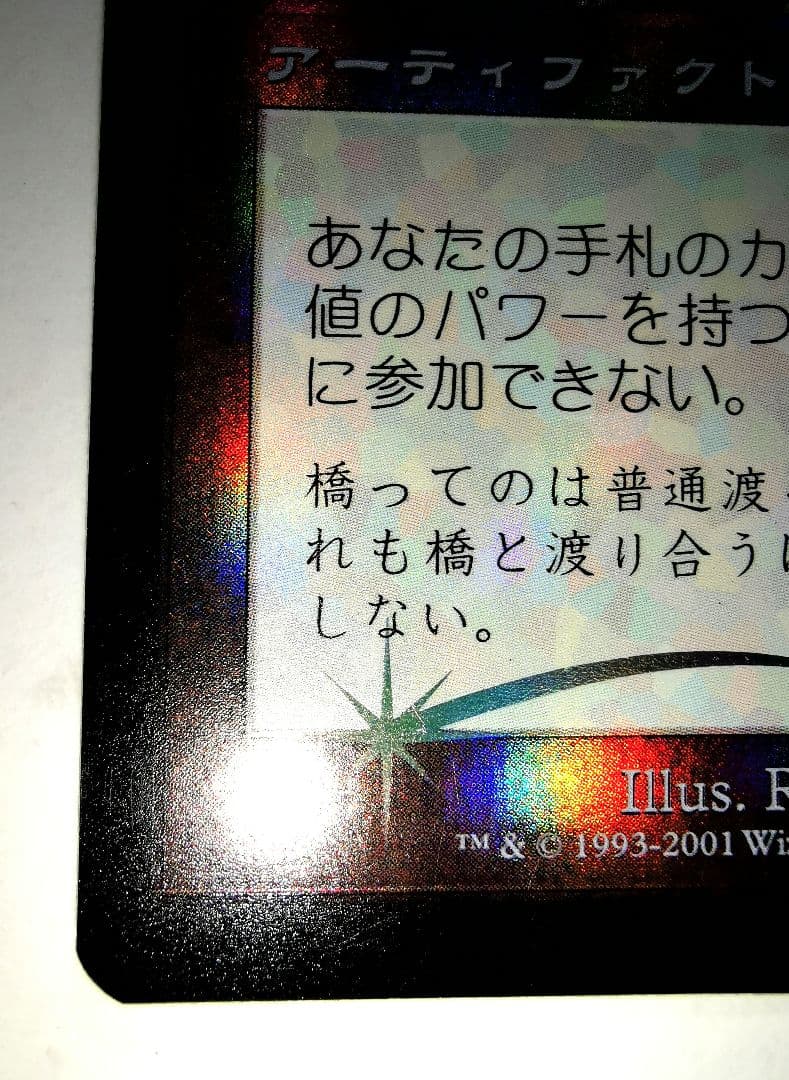 アーティファクト
あなたの手札のカ
値のパワーを持つ
に参加できない。
橋ってのは普通渡
れも橋と渡り合うに
しない。
Illus. R
™ & © 1993-2001 Wiz